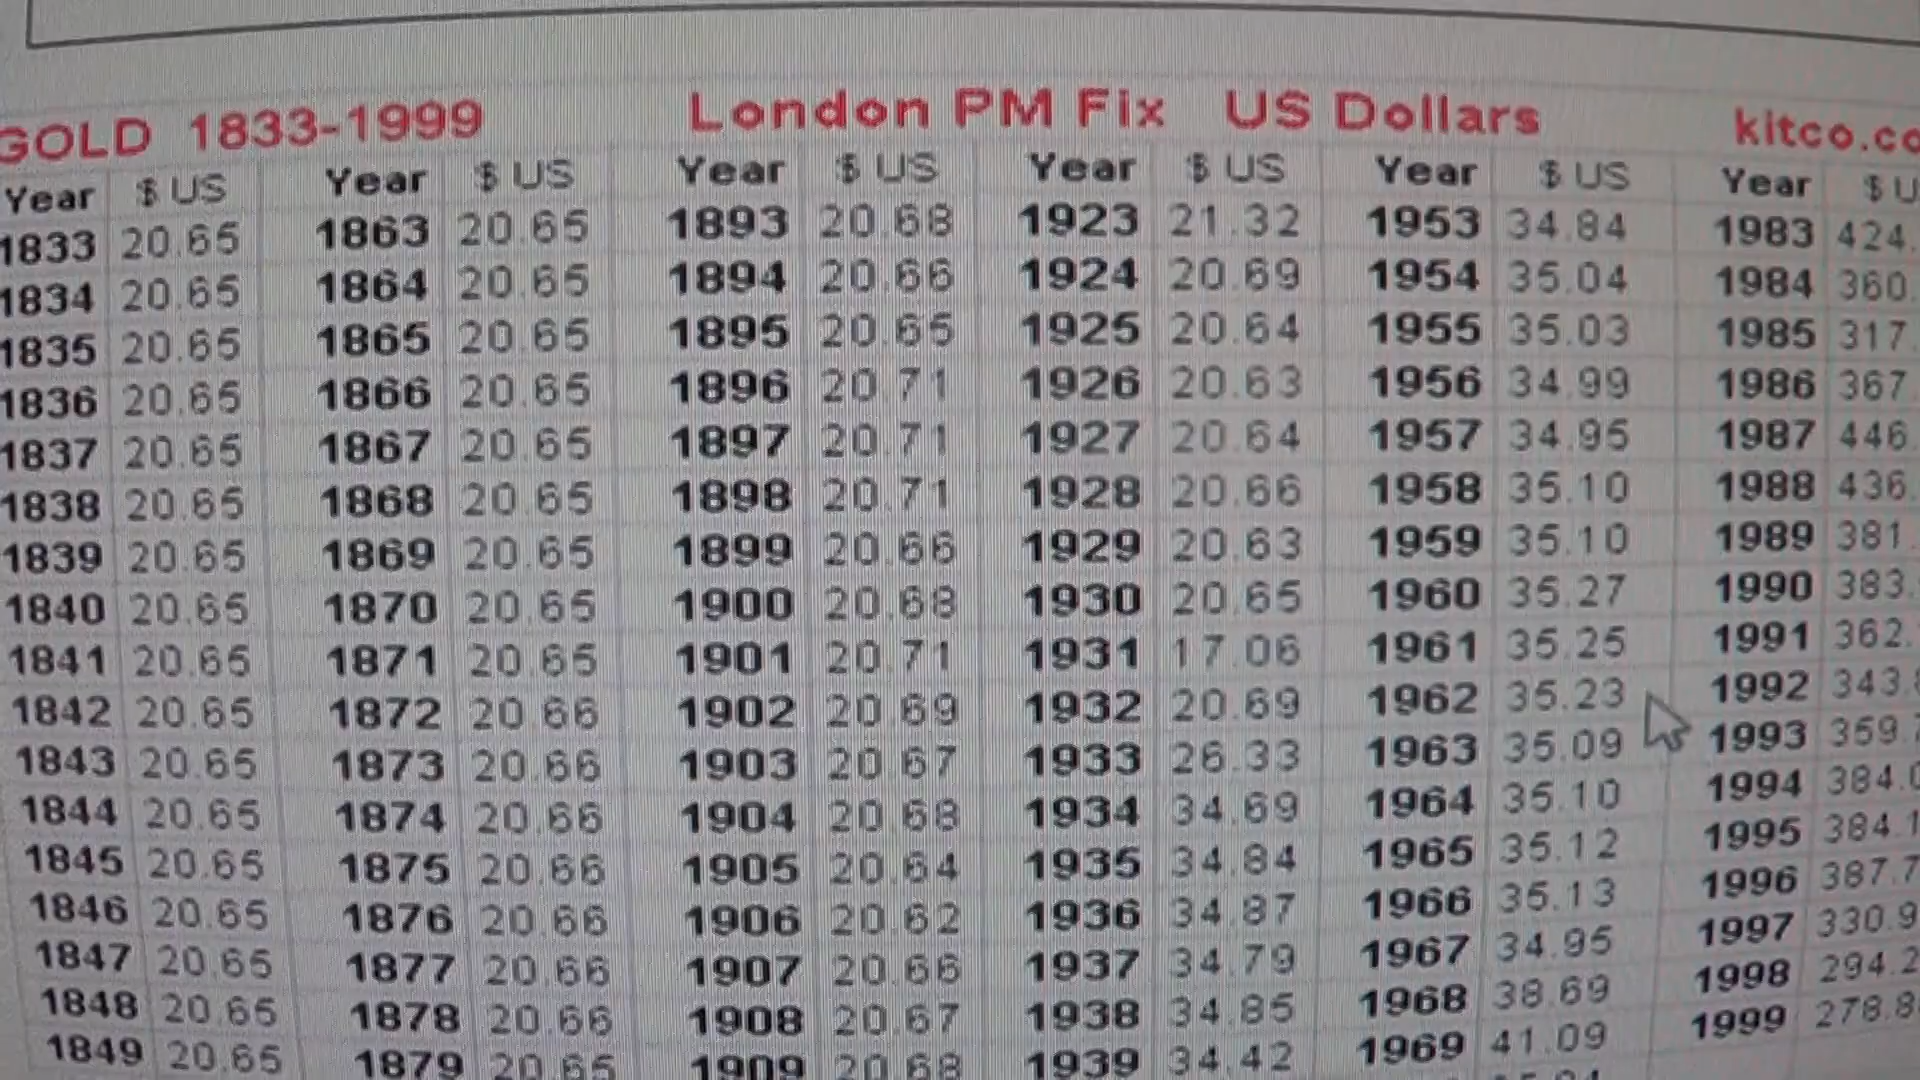 GOLD 1833-1999 London PM Fix US Dollars kitco.co
Year $ US Year $ US Year $ US Year $ US Year $ US Year $ U
1833 20.65 1863 20.65 1893 20.68 1923 21.32 1953 34.84 1983 424.
1834 20.65 1864 20.65 1894 20.66 1924 20.69 1954 35.04 1984 360.
1835 20.65 1865 20.65 1895 20.65 1925 20.64 1955 35.03 1985 317.
1836 20.65 1866 20.65 1896 20.71 1926 20.63 1956 34.99 1986 367.
1837 20.65 1867 20.65 1897 20.71 1927 20.64 1957 34.95 1987 446.
1838 20.65 1868 20.65 1898 20.71 1928 20.66 1958 35.10 1988 436.
1839 20.65 1869 20.65 1899 20.66 1929 20.63 1959 35.10 1989 381.
1840 20.65 1870 20.65 1900 20.68 1930 20.65 1960 35.27 1990 383.
1841 20.65 1871 20.65 1901 20.71 1931 17.06 1961 35.25 1991 362.
1842 20.65 1872 20.66 1902 20.69 1932 20.69 1962 35.23 1992 343.8
1843 20.65 1873 20.66 1903 20.67 1933 26.33 1963 35.09 1993 359.7
1844 20.65 1874 20.66 1904 20.68 1934 34.69 1964 35.10 1994 384.0
1845 20.65 1875 20.66 1905 20.64 1935 34.84 1965 35.12 1995 384.1
1846 20.65 1876 20.66 1906 20.62 1936 34.87 1966 35.13 1996 387.7
1847 20.65 1877 20.66 1907 20.66 1937 34.79 1967 34.95 1997 330.9
1848 20.65 1878 20.66 1908 20.67 1938 34.85 1968 38.69 1998 294.2
1849 20.65 1879 20.65 1909 20.68 1939 34.42 1969 41.09 1999 278.8